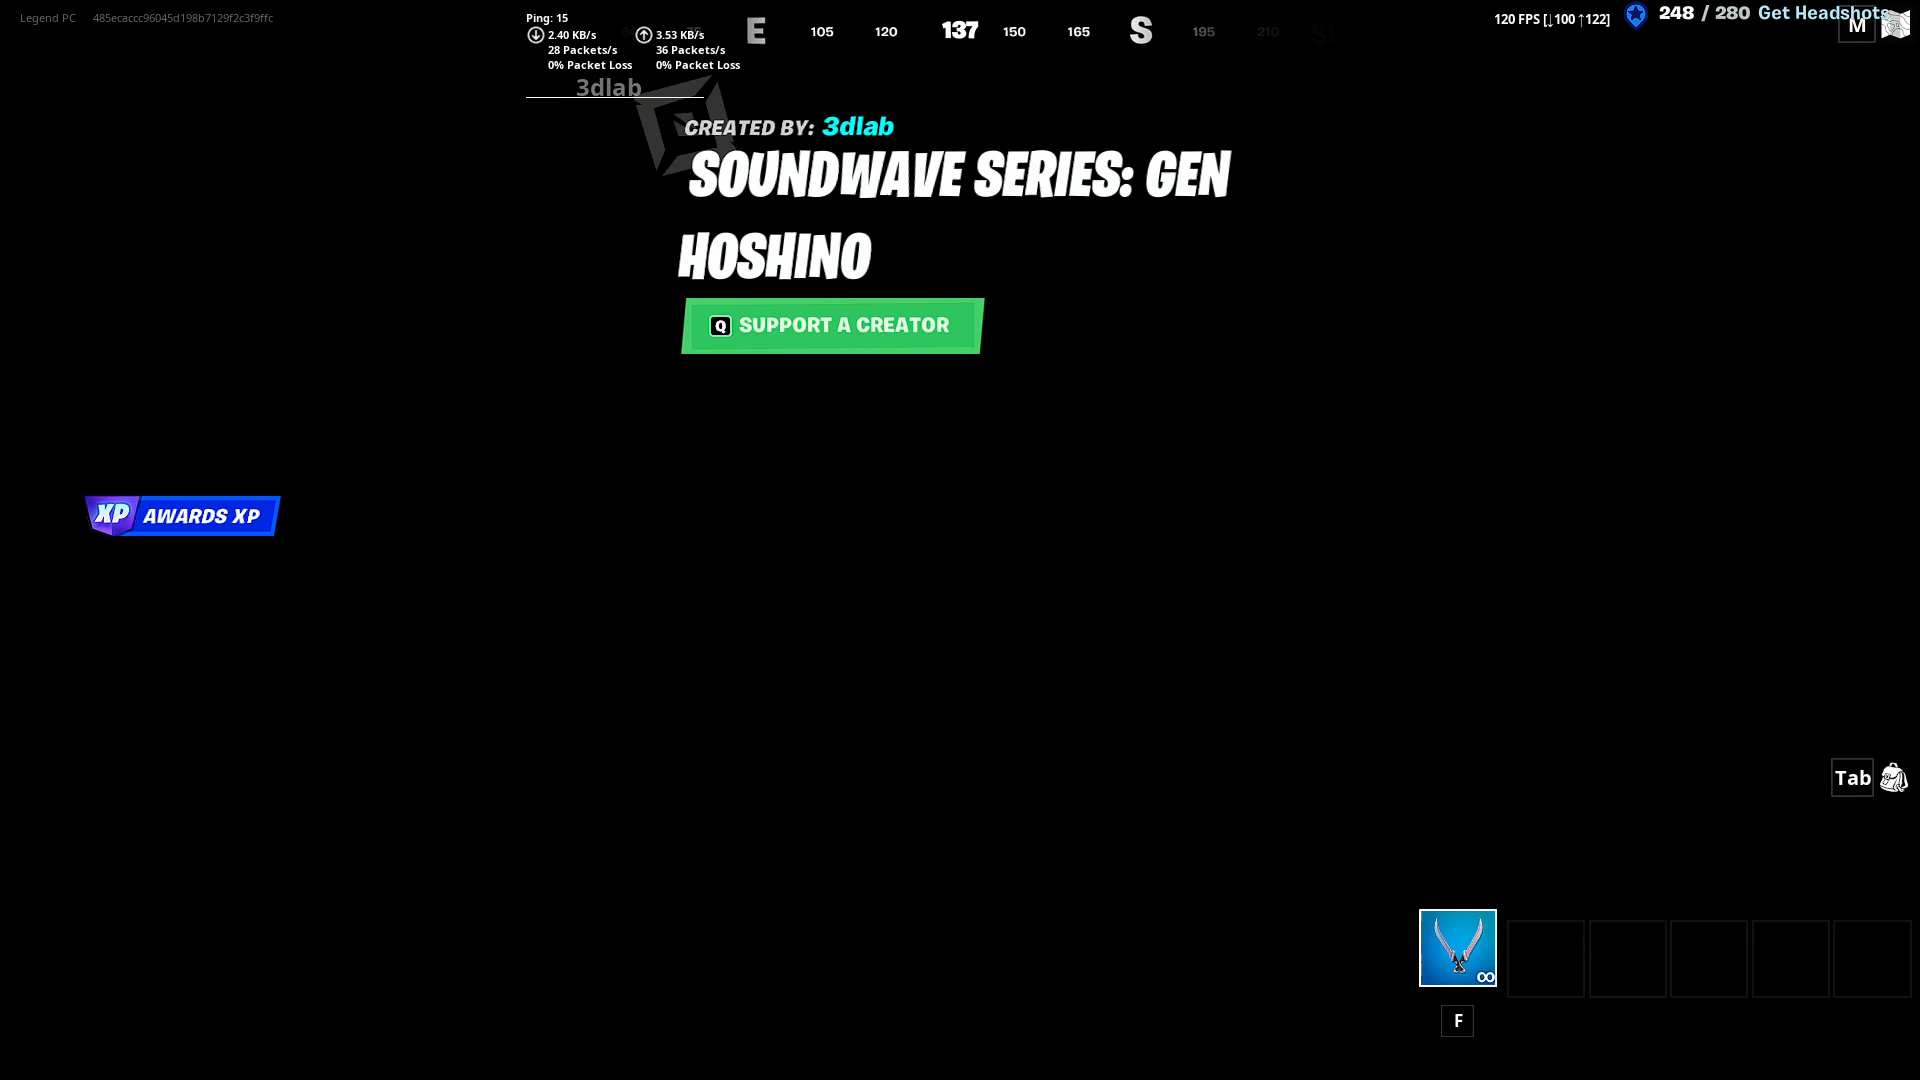 Legend PC 485ecaccc96045d198b7129f2c3f9ffc
Ping: 15
2.40 KB/s 3.53 KB/s
28 Packets/s 36 Packets/s
0% Packet Loss 0% Packet Loss
E 105 120 137 150 165 S 195 210
120 FPS [↓100 ↑122]
248 / 280 Get Headshots
M
3dlab
CREATED BY: 3dlab
SOUNDWAVE SERIES: GEN
HOSHINO
Q SUPPORT A CREATOR
XP AWARDS XP
Tab
∞
F